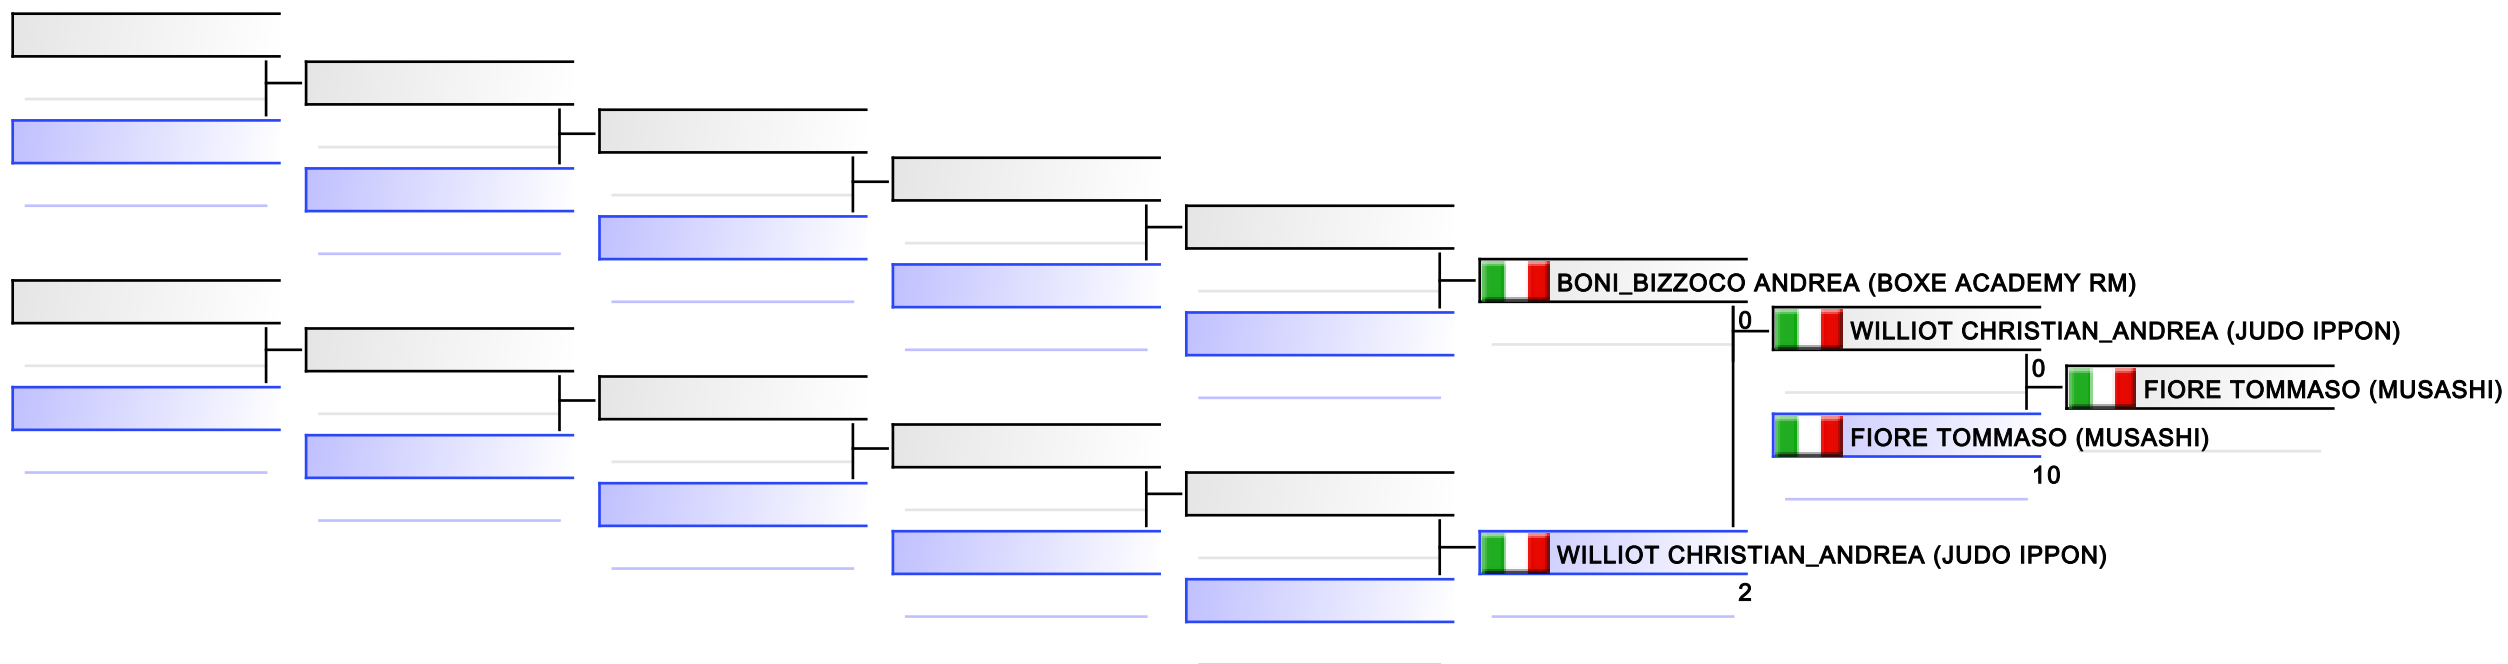 BONI_BIZZOCO ANDREA (BOXE ACADEMY RM)
0
WILLIOT CHRISTIAN_ANDREA (JUDO IPPON)
0
FIORE TOMMASO (MUSASHI)
FIORE TOMMASO (MUSASHI)
10
WILLIOT CHRISTIAN_ANDREA (JUDO IPPON)
2